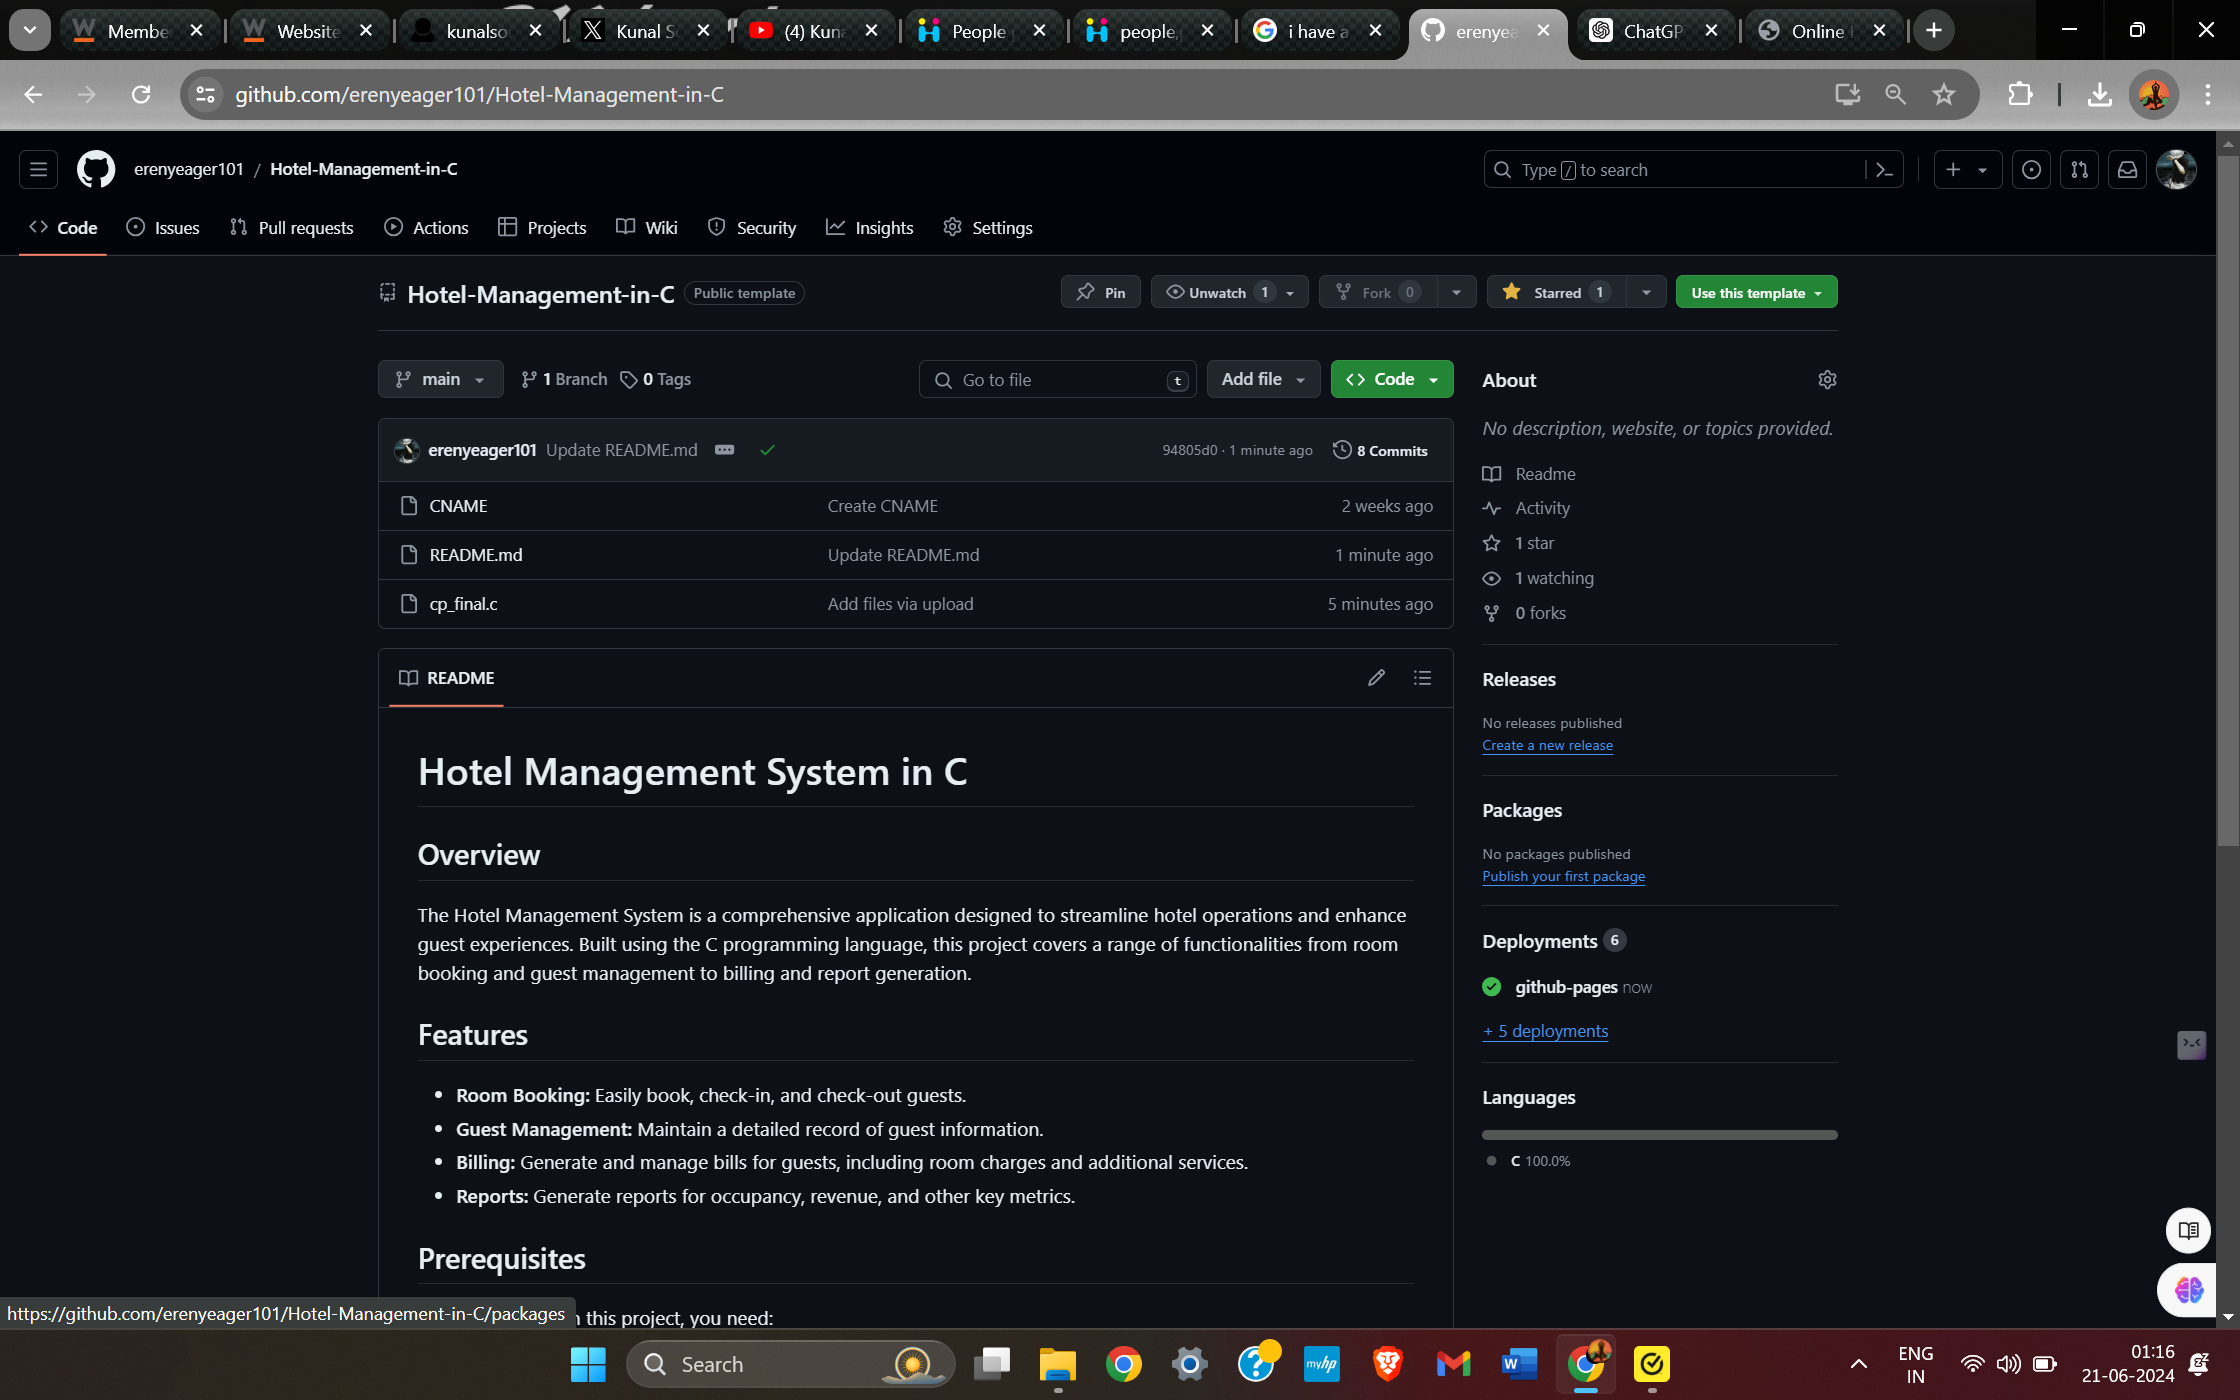 Membe
Website
kunalso
Kunal S
(4) Kuna
People
people,
i have a
erenyea
ChatGP
Online
github.com/erenyeager101/Hotel-Management-in-C
erenyeager101 / Hotel-Management-in-C
Type / to search
Code
Issues
Pull requests
Actions
Projects
Wiki
Security
Insights
Settings
Hotel-Management-in-C Public template
Pin
Unwatch 1
Fork 0
Starred 1
Use this template
main
1 Branch
0 Tags
Go to file t
Add file
Code
erenyeager101 Update README.md
94805d0 · 1 minute ago
8 Commits
CNAME Create CNAME 2 weeks ago
README.md Update README.md 1 minute ago
cp_final.c Add files via upload 5 minutes ago
README
Hotel Management System in C
Overview
The Hotel Management System is a comprehensive application designed to streamline hotel operations and enhance
guest experiences. Built using the C programming language, this project covers a range of functionalities from room
booking and guest management to billing and report generation.
Features
• Room Booking: Easily book, check-in, and check-out guests.
• Guest Management: Maintain a detailed record of guest information.
• Billing: Generate and manage bills for guests, including room charges and additional services.
• Reports: Generate reports for occupancy, revenue, and other key metrics.
Prerequisites
n this project, you need:
About
No description, website, or topics provided.
Readme
Activity
1 star
1 watching
0 forks
Releases
No releases published
Create a new release
Packages
No packages published
Publish your first package
Deployments 6
github-pages now
+ 5 deployments
Languages
C 100.0%
https://github.com/erenyeager101/Hotel-Management-in-C/packages
Search
myhp
W
ENG
IN
01:16
21-06-2024